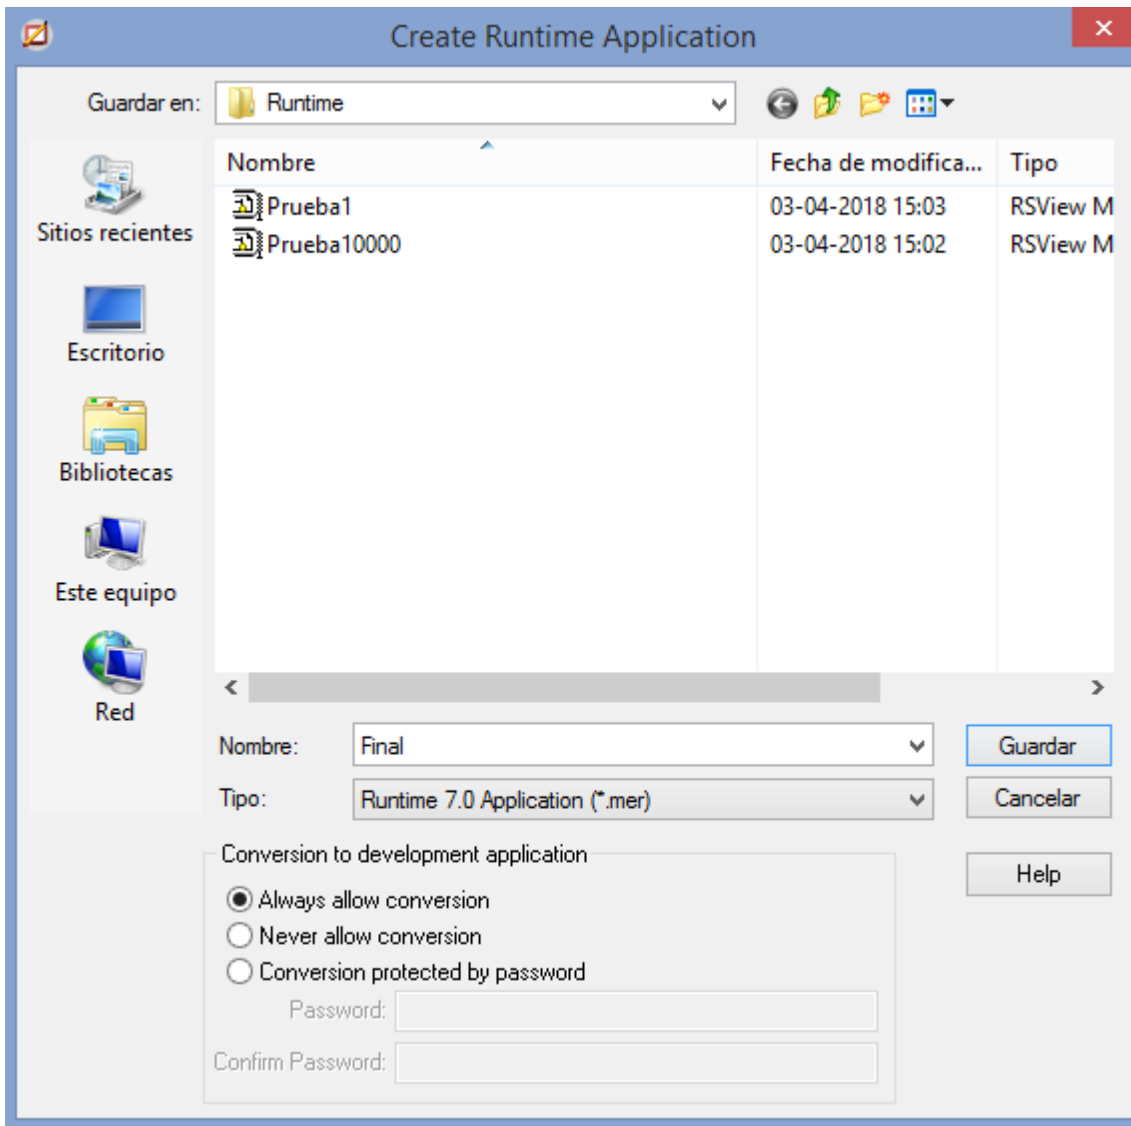 Create Runtime Application
Guardar en: Runtime
Nombre Fecha de modifica... Tipo
Prueba1 03-04-2018 15:03 RSView M
Prueba10000 03-04-2018 15:02 RSView M
Sitios recientes
Escritorio
Bibliotecas
Este equipo
Red
Nombre: Final Guardar
Tipo: Runtime 7.0 Application (*.mer) Cancelar
Conversion to development application
Help
Always allow conversion
Never allow conversion
Conversion protected by password
Password:
Confirm Password: